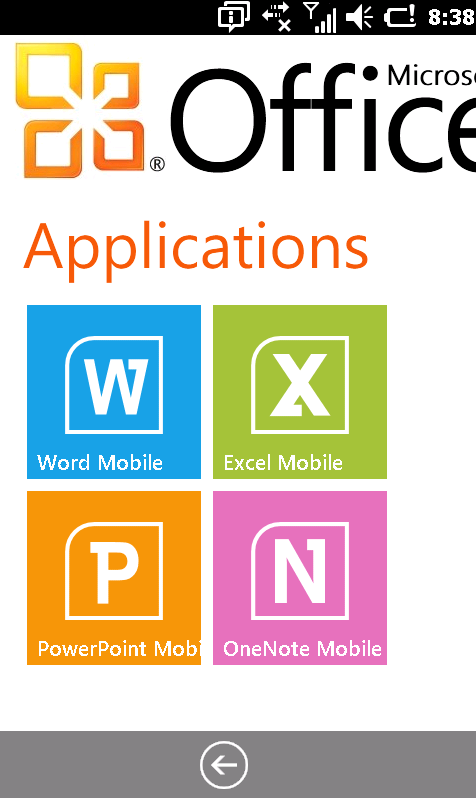 8:38
Microso
®Office
Applications
W
X
Word Mobile
Excel Mobile
P
N
PowerPoint Mobi
OneNote Mobile